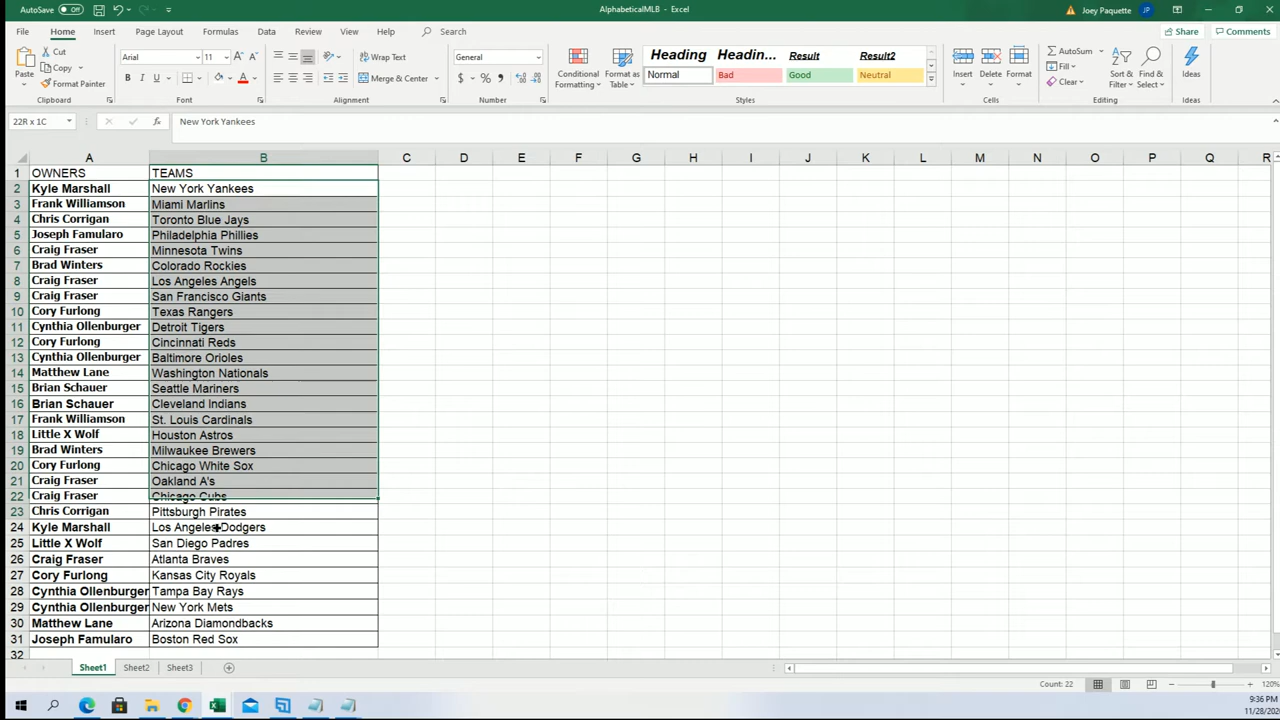 AutoSave Off AlphabeticalMLB - Excel Joey Paquette JP
File Home Insert Page Layout Formulas Data Review View Help Search Share Comments
Cut Arial 11 Wrap Text General Heading Headin... Result Result2 AutoSum
Copy Fill
Paste Format Painter Merge & Center Conditional Formatting Format as Table Normal Bad Good Neutral Insert Delete Format Clear Sort & Filter Find & Select Ideas
Clipboard Font Alignment Number Styles Cells Editing Ideas
22R x 1C fx New York Yankees
A B C D E F G H I J K L M N O P Q R
1 OWNERS TEAMS
2 Kyle Marshall New York Yankees
3 Frank Williamson Miami Marlins
4 Chris Corrigan Toronto Blue Jays
5 Joseph Famularo Philadelphia Phillies
6 Craig Fraser Minnesota Twins
7 Brad Winters Colorado Rockies
8 Craig Fraser Los Angeles Angels
9 Craig Fraser San Francisco Giants
10 Cory Furlong Texas Rangers
11 Cynthia Ollenburger Detroit Tigers
12 Cory Furlong Cincinnati Reds
13 Cynthia Ollenburger Baltimore Orioles
14 Matthew Lane Washington Nationals
15 Brian Schauer Seattle Mariners
16 Brian Schauer Cleveland Indians
17 Frank Williamson St. Louis Cardinals
18 Little X Wolf Houston Astros
19 Brad Winters Milwaukee Brewers
20 Cory Furlong Chicago White Sox
21 Craig Fraser Oakland A's
22 Craig Fraser Chicago Cubs
23 Chris Corrigan Pittsburgh Pirates
24 Kyle Marshall Los Angeles Dodgers
25 Little X Wolf San Diego Padres
26 Craig Fraser Atlanta Braves
27 Cory Furlong Kansas City Royals
28 Cynthia Ollenburger Tampa Bay Rays
29 Cynthia Ollenburger New York Mets
30 Matthew Lane Arizona Diamondbacks
31 Joseph Famularo Boston Red Sox
32
Sheet1 Sheet2 Sheet3
Count: 22 120%
9:36 PM